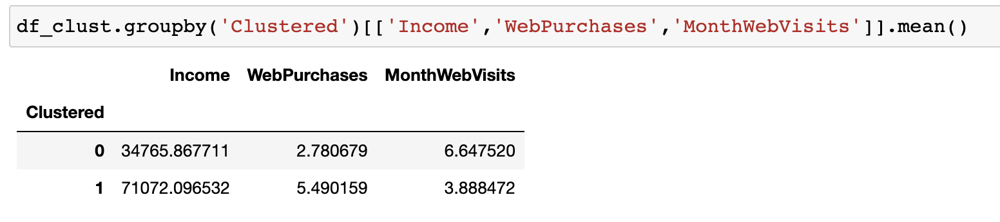 df_clust.groupby('Clustered')[['Income','WebPurchases','MonthWebVisits']].mean()
Income WebPurchases MonthWebVisits
Clustered
0 34765.867711 2.780679 6.647520
1 71072.096532 5.490159 3.888472